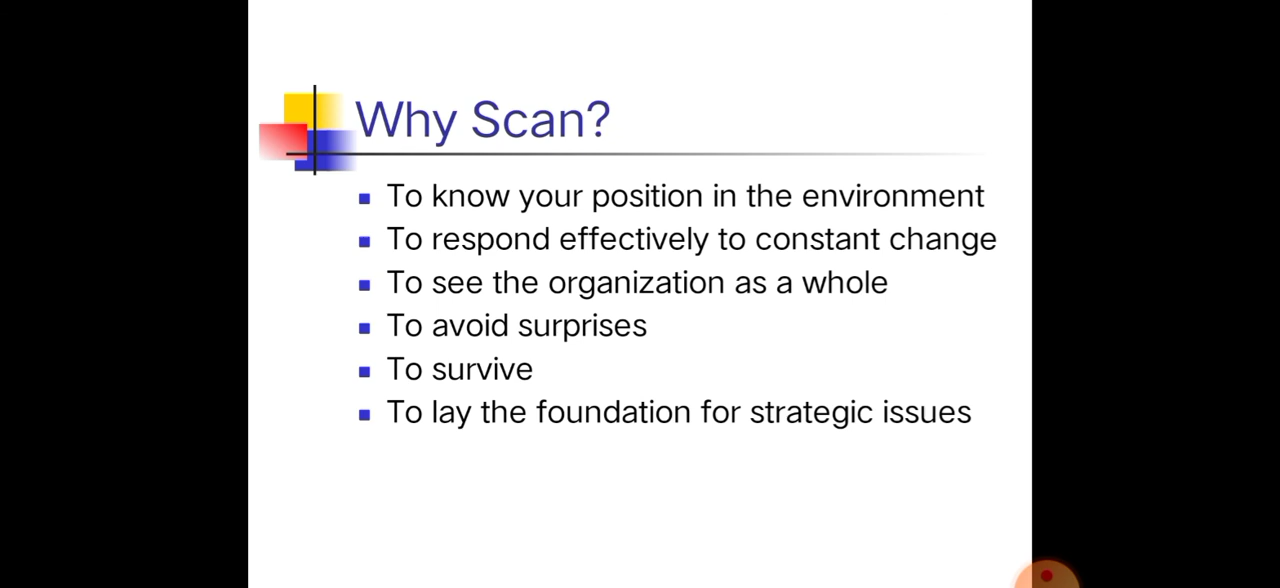 Why Scan?
To know your position in the environment
To respond effectively to constant change
To see the organization as a whole
To avoid surprises
To survive
To lay the foundation for strategic issues